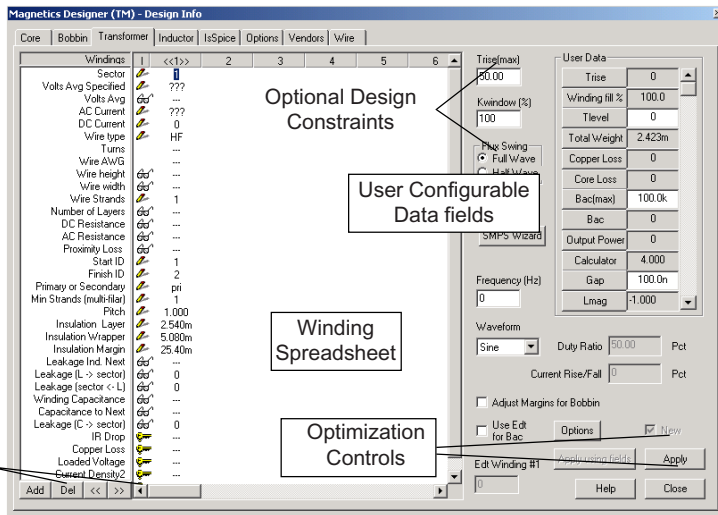 Magnetics Designer (TM) - Design Info
Core Bobbin Transformer Inductor IsSpice Options Vendors Wire
Windings I <<1>> 2 3 4 5 6
Sector 1
Volts Avg Specified ???
Volts Avg ---
AC Current ???
DC Current 0
Wire type HF
Turns ---
Wire AWG ---
Wire height ---
Wire width ---
Wire Strands 1
Number of Layers ---
DC Resistance ---
AC Resistance ---
Proximity Loss ---
Start ID 1
Finish ID 2
Primary or Secondary pri
Min Strands (multi-filar) 1
Pitch 1.000
Insulation Layer 2.540m
Insulation Wrapper 5.080m
Insulation Margin 25.40m
Leakage Ind. Next ---
Leakage (L -> sector) 0
Leakage (sector <- L) 0
Winding Capacitance ---
Capacitance to Next ---
Leakage (C -> sector) 0
IR Drop ---
Copper Loss ---
Loaded Voltage ---
Current Density2 ---
Add Del << >>
Optional Design
Constraints
User Configurable
Data fields
Winding
Spreadsheet
Optimization
Controls
Trise(max)
50.00
Kwindow (%)
100
Flux Swing
Full Wave
Half Wave
SMPS Wizard
Frequency (Hz)
0
Waveform
Sine
Duty Ratio 50.00 Pct
Current Rise/Fall 0 Pct
Adjust Margins for Bobbin
Use Edt
for Bac
Options
New
Edt Winding #1
0
Apply using fields
Apply
Help
Close
User Data
Trise 0
Winding fill % 100.0
Tlevel 0
Total Weight 2.423m
Copper Loss 0
Core Loss 0
Bac(max) 100.0k
Bac 0
Output Power 0
Calculator 4.000
Gap 100.0n
Lmag -1.000